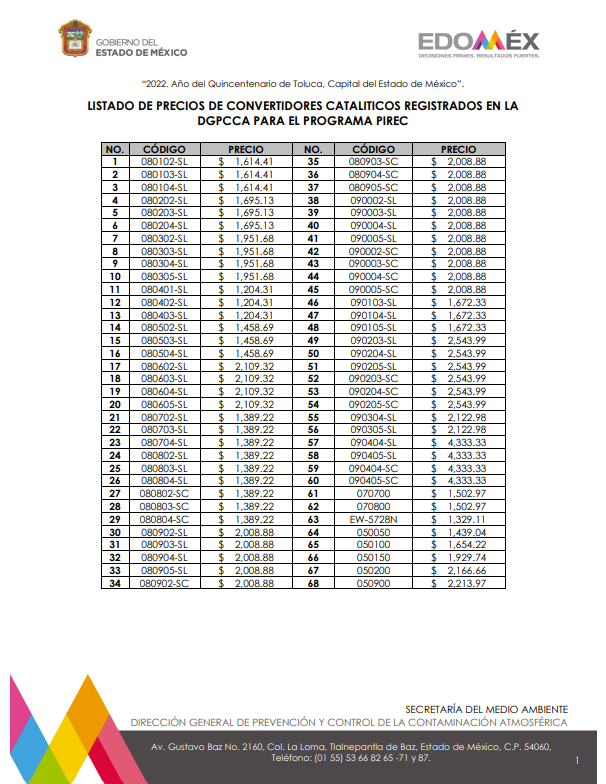 GOBIERNO DEL
ESTADO DE MÉXICO
EDOMÉX
DECISIONES FIRMES, RESULTADOS FUERTES.
“2022. Año del Quincentenario de Toluca, Capital del Estado de México”.
LISTADO DE PRECIOS DE CONVERTIDORES CATALITICOS REGISTRADOS EN LA
DGPCCA PARA EL PROGRAMA PIREC
NO. CÓDIGO PRECIO NO. CÓDIGO PRECIO
1 080102-SL $ 1,614.41 35 080903-SC $ 2,008.88
2 080103-SL $ 1,614.41 36 080904-SC $ 2,008.88
3 080104-SL $ 1,614.41 37 080905-SC $ 2,008.88
4 080202-SL $ 1,695.13 38 090002-SL $ 2,008.88
5 080203-SL $ 1,695.13 39 090003-SL $ 2,008.88
6 080204-SL $ 1,695.13 40 090004-SL $ 2,008.88
7 080302-SL $ 1,951.68 41 090005-SL $ 2,008.88
8 080303-SL $ 1,951.68 42 090002-SC $ 2,008.88
9 080304-SL $ 1,951.68 43 090003-SC $ 2,008.88
10 080305-SL $ 1,951.68 44 090004-SC $ 2,008.88
11 080401-SL $ 1,204.31 45 090005-SC $ 2,008.88
12 080402-SL $ 1,204.31 46 090103-SL $ 1,672.33
13 080403-SL $ 1,204.31 47 090104-SL $ 1,672.33
14 080502-SL $ 1,458.69 48 090105-SL $ 1,672.33
15 080503-SL $ 1,458.69 49 090203-SL $ 2,543.99
16 080504-SL $ 1,458.69 50 090204-SL $ 2,543.99
17 080602-SL $ 2,109.32 51 090205-SL $ 2,543.99
18 080603-SL $ 2,109.32 52 090203-SC $ 2,543.99
19 080604-SL $ 2,109.32 53 090204-SC $ 2,543.99
20 080605-SL $ 2,109.32 54 090205-SC $ 2,543.99
21 080702-SL $ 1,389.22 55 090304-SL $ 2,122.98
22 080703-SL $ 1,389.22 56 090305-SL $ 2,122.98
23 080704-SL $ 1,389.22 57 090404-SL $ 4,333.33
24 080802-SL $ 1,389.22 58 090405-SL $ 4,333.33
25 080803-SL $ 1,389.22 59 090404-SC $ 4,333.33
26 080804-SL $ 1,389.22 60 090405-SC $ 4,333.33
27 080802-SC $ 1,389.22 61 070700 $ 1,502.97
28 080803-SC $ 1,389.22 62 070800 $ 1,502.97
29 080804-SC $ 1,389.22 63 EW-5728N $ 1,329.11
30 080902-SL $ 2,008.88 64 050050 $ 1,439.04
31 080903-SL $ 2,008.88 65 050100 $ 1,654.22
32 080904-SL $ 2,008.88 66 050150 $ 1,929.74
33 080905-SL $ 2,008.88 67 050200 $ 2,166.66
34 080902-SC $ 2,008.88 68 050900 $ 2,213.97
SECRETARÍA DEL MEDIO AMBIENTE
DIRECCIÓN GENERAL DE PREVENCIÓN Y CONTROL DE LA CONTAMINACIÓN ATMOSFÉRICA
Av. Gustavo Baz No. 2160, Col. La Loma, Tlalnepantla de Baz, Estado de México, C.P. 54060,
Teléfono: (01 55) 53 66 82 65 -71 y 87.
1